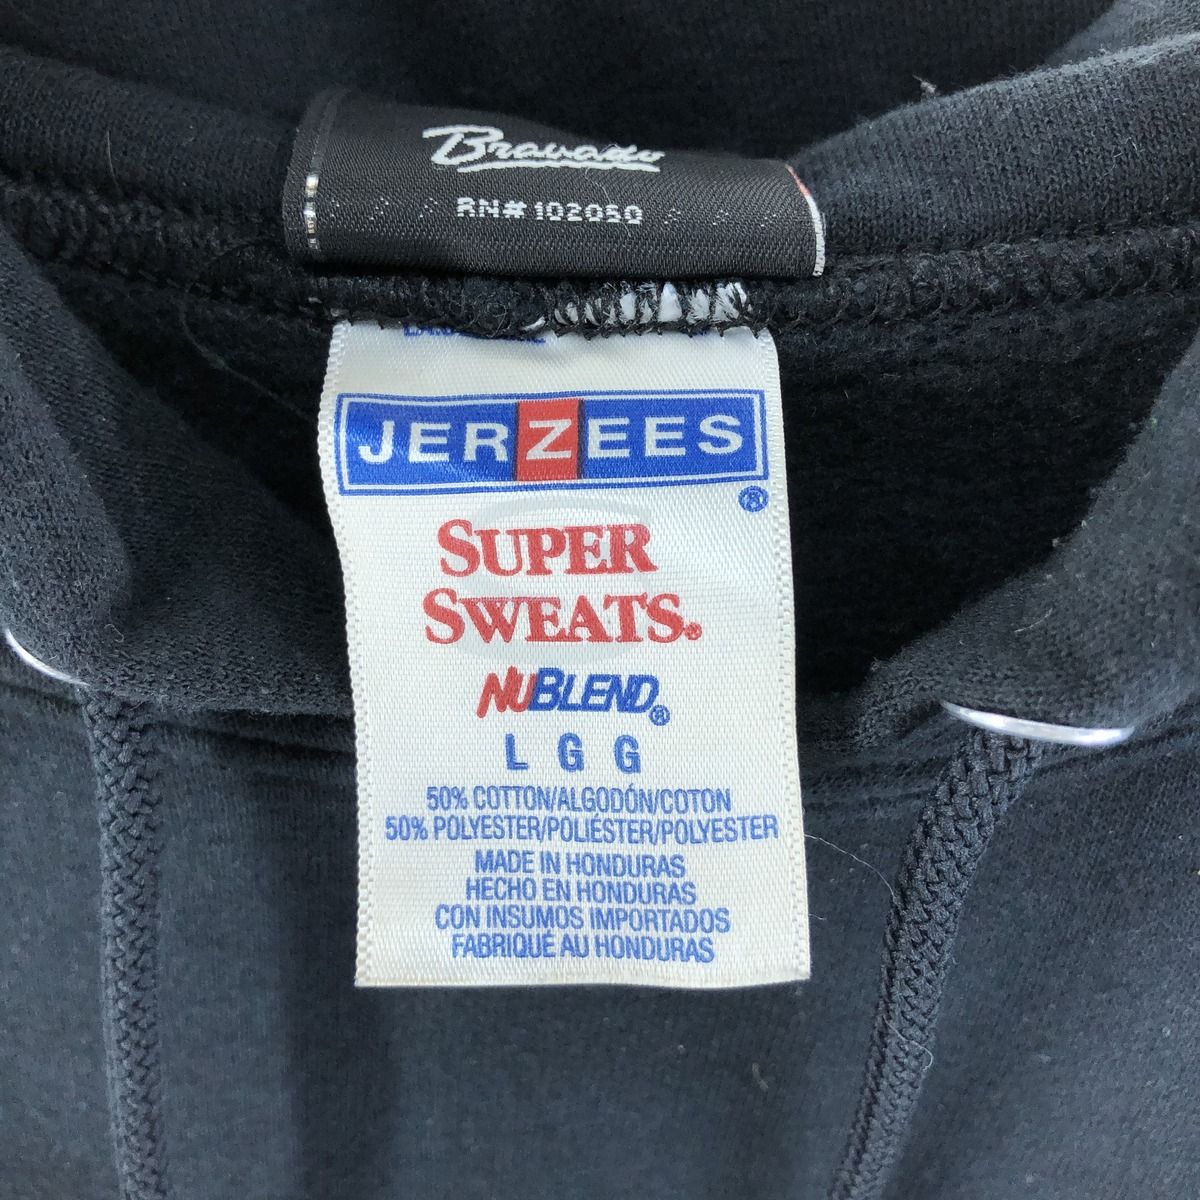 Bravado
RN# 102050
JERZEES
®
SUPER
SWEATS®
NUBLEND®
L G G
50% COTTON/ALGODÓN/COTON
50% POLYESTER/POLIÉSTER/POLYESTER
MADE IN HONDURAS
HECHO EN HONDURAS
CON INSUMOS IMPORTADOS
FABRIQUÉ AU HONDURAS